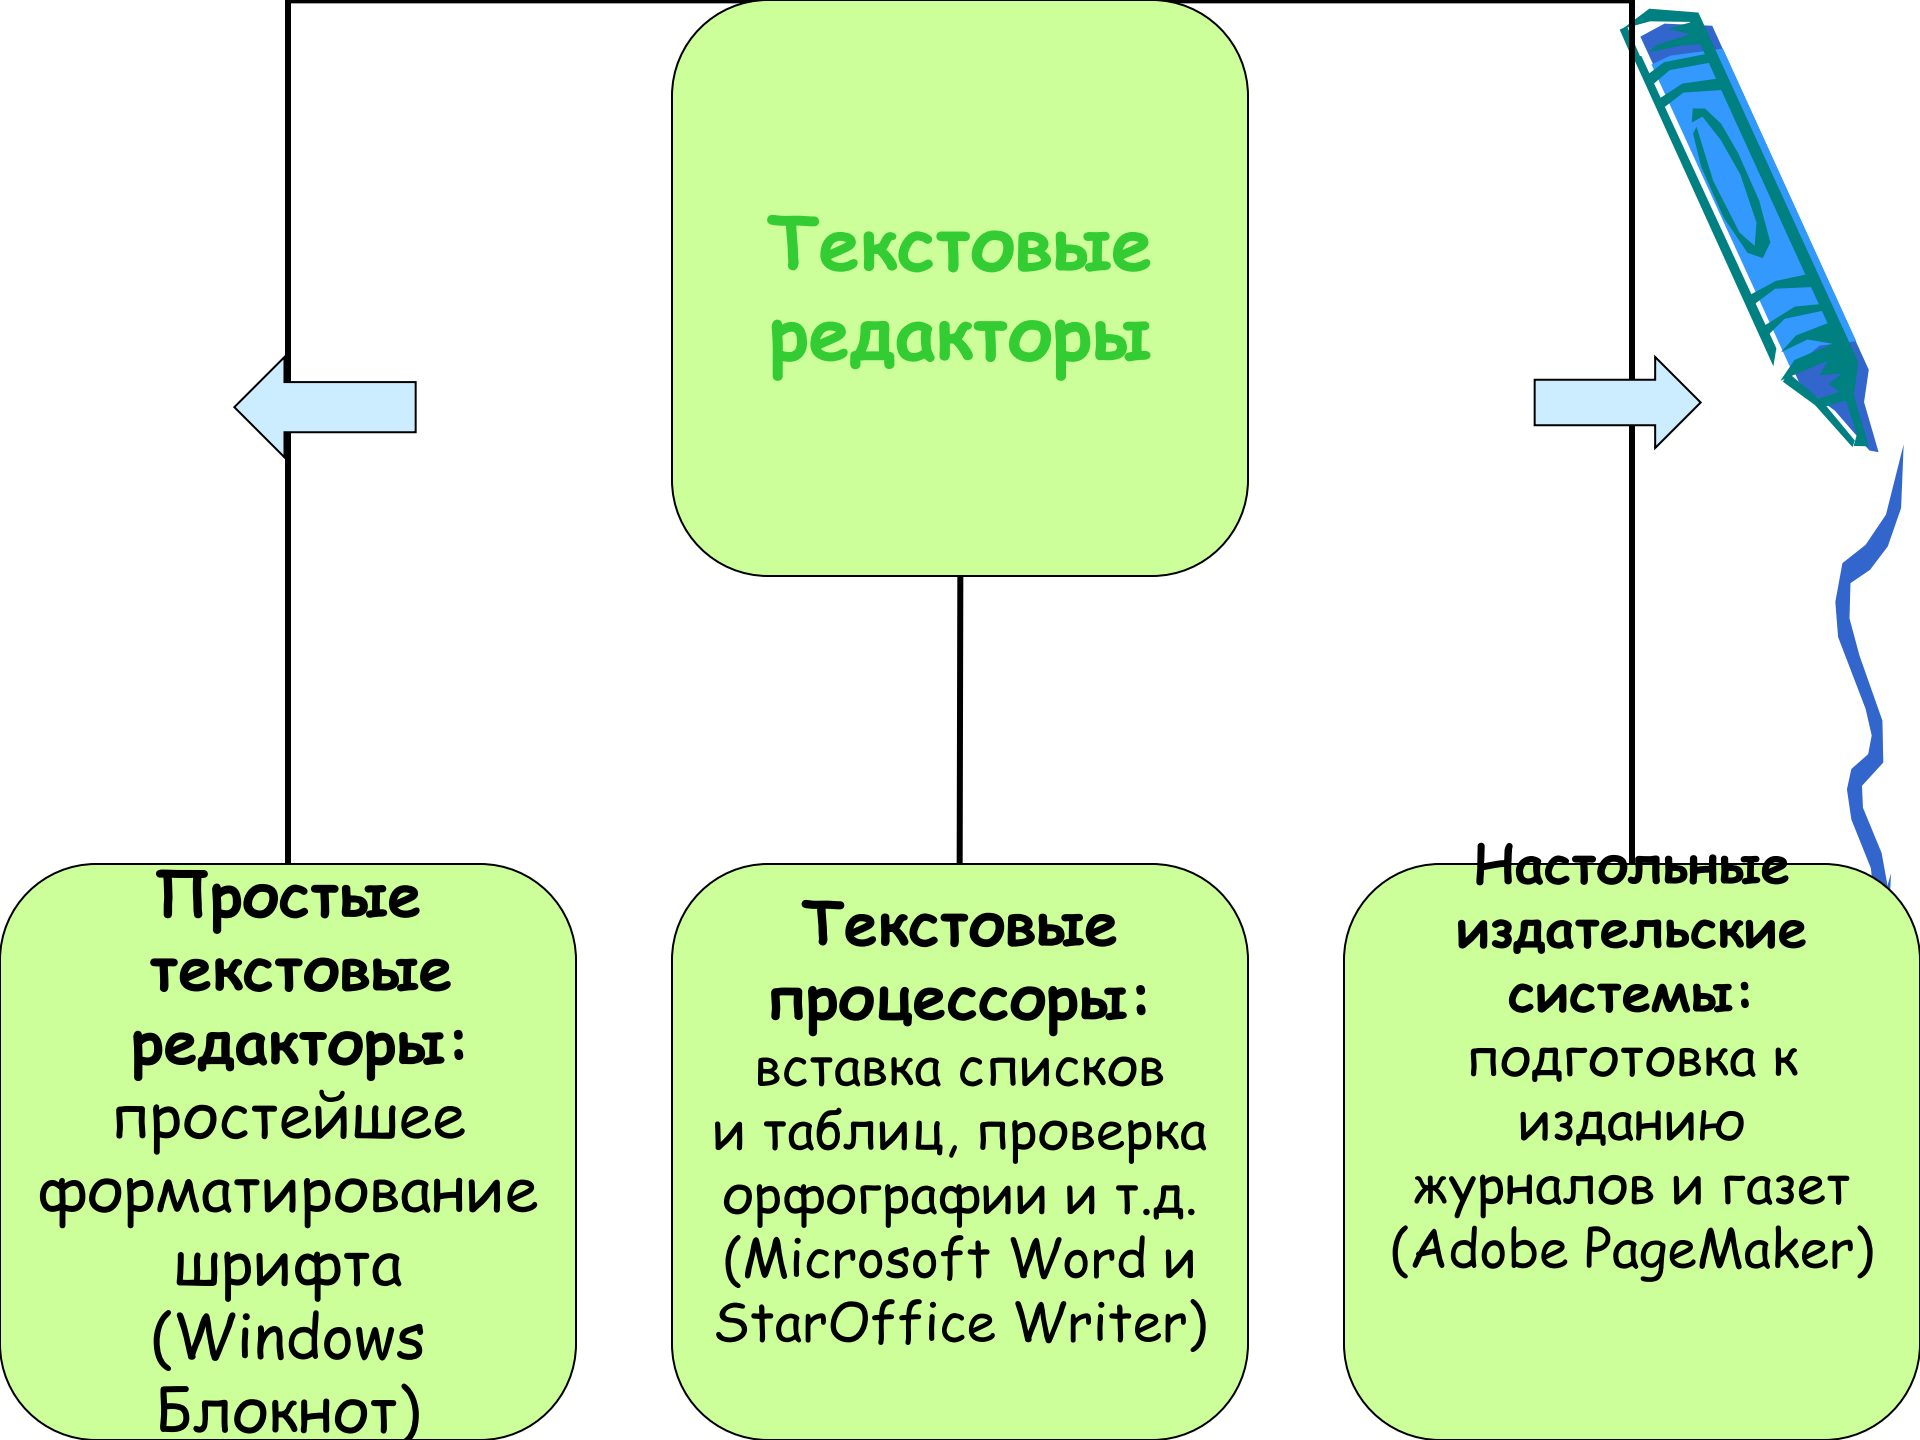 Текстовые
редакторы
Простые
текстовые
редакторы:
простейшее
форматирование
шрифта
(Windows
Блокнот)
Текстовые
процессоры:
вставка списков
и таблиц, проверка
орфографии и т.д.
(Microsoft Word и
StarOffice Writer)
Настольные
издательские
системы:
подготовка к
изданию
журналов и газет
(Adobe PageMaker)